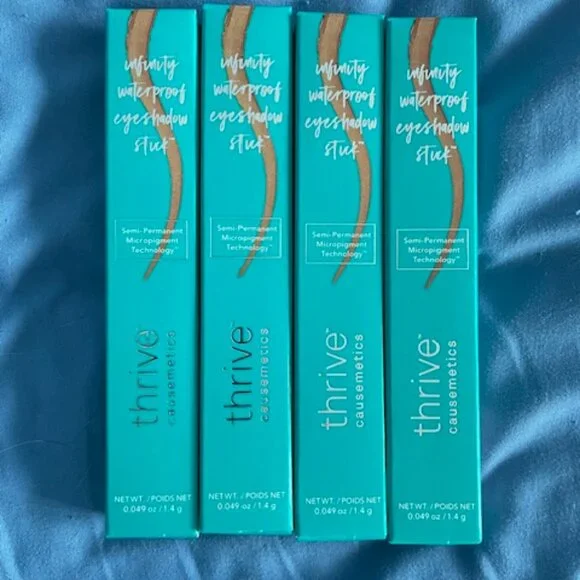 infinity
waterproof
eyeshadow
stick™
Semi-Permanent
Micropigment
Technology™
thrive™
causemetics
NET WT. / POIDS NET
0.049 oz / 1.4 g
infinity
waterproof
eyeshadow
stick™
Semi-Permanent
Micropigment
Technology™
thrive™
causemetics
NET WT. / POIDS NET
0.049 oz / 1.4 g
infinity
waterproof
eyeshadow
stick™
Semi-Permanent
Micropigment
Technology™
thrive™
causemetics
NET WT. / POIDS NET
0.049 oz / 1.4 g
infinity
waterproof
eyeshadow
stick™
Semi-Permanent
Micropigment
Technology™
thrive™
causemetics
NET WT. / POIDS NET
0.049 oz / 1.4 g